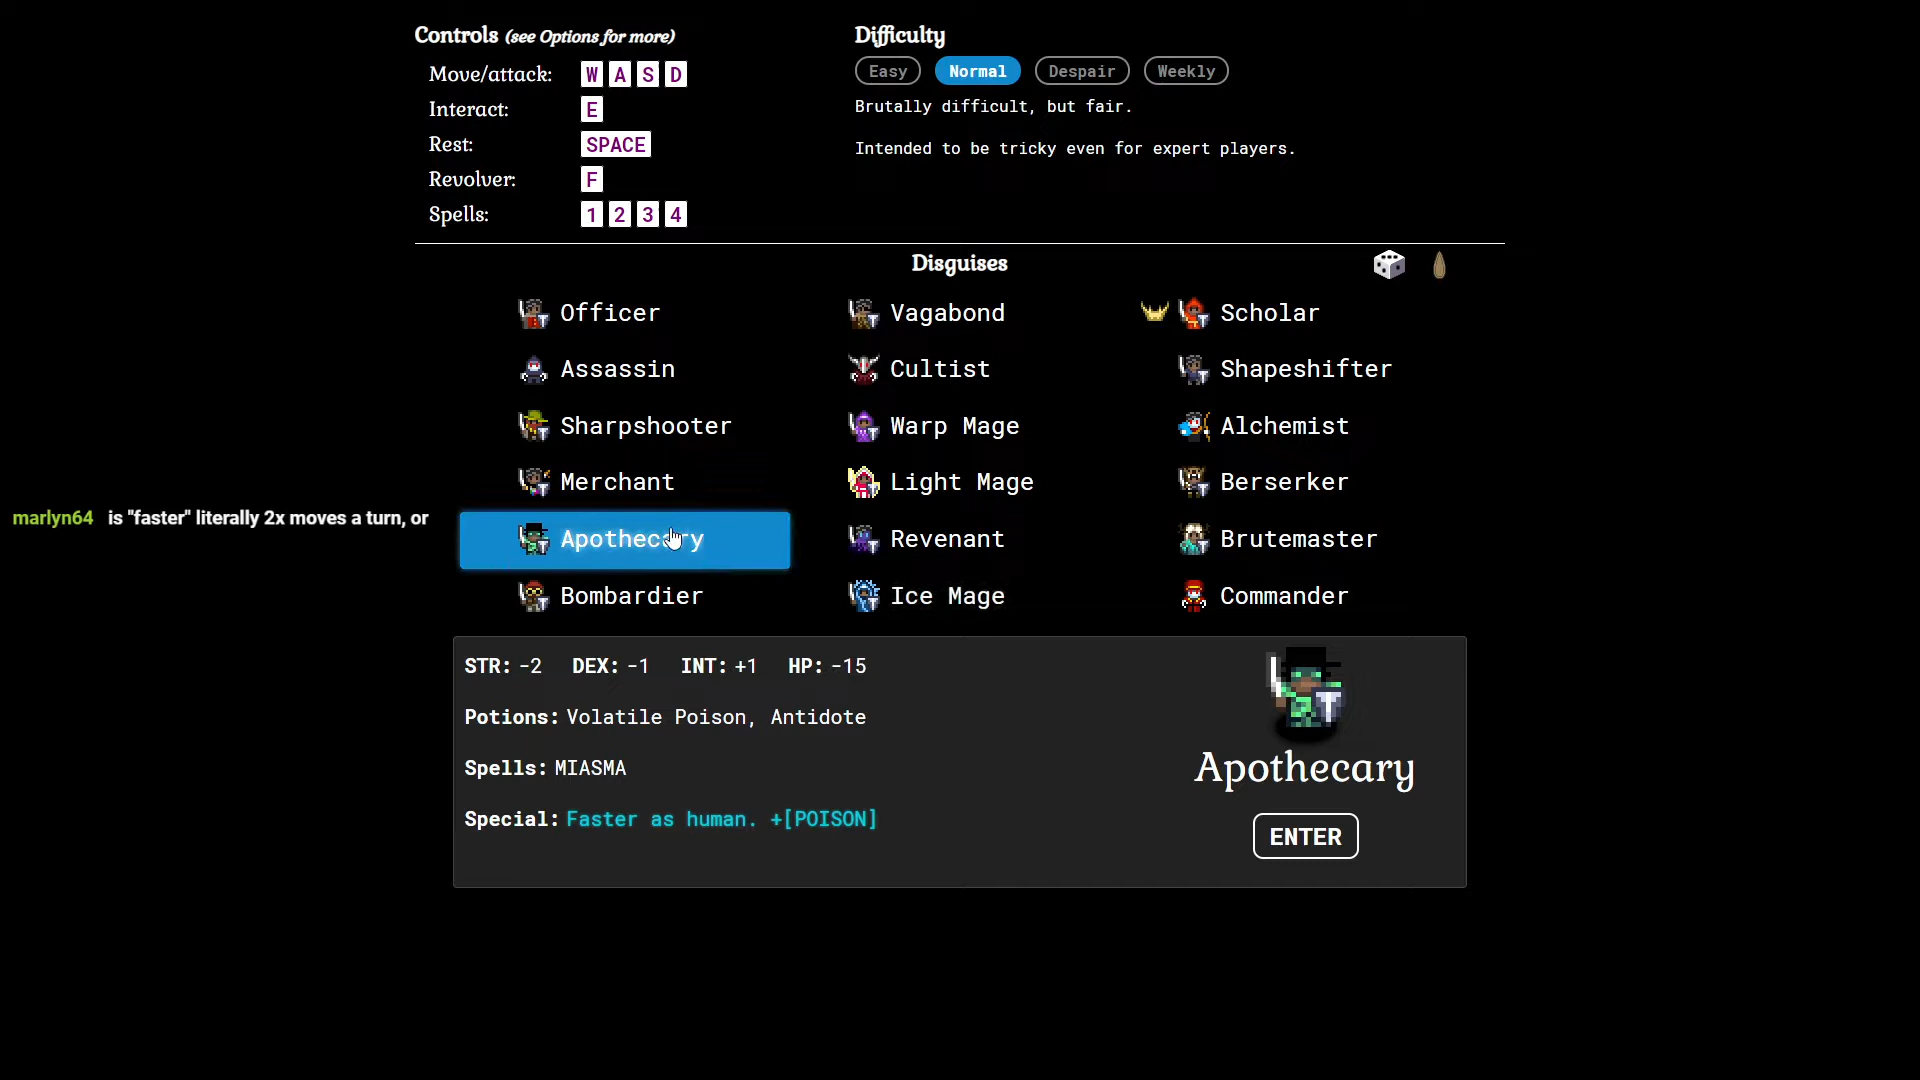 Controls (see Options for more)
Move/attack: W A S D
Interact: E
Rest: SPACE
Revolver: F
Spells: 1 2 3 4
Difficulty
Easy Normal Despair Weekly
Brutally difficult, but fair.
Intended to be tricky even for expert players.
Disguises
Officer Vagabond Scholar
Assassin Cultist Shapeshifter
Sharpshooter Warp Mage Alchemist
Merchant Light Mage Berserker
marlyn64 is "faster" literally 2x moves a turn, or
Apothecary Revenant Brutemaster
Bombardier Ice Mage Commander
STR: -2 DEX: -1 INT: +1 HP: -15
Potions: Volatile Poison, Antidote
Spells: MIASMA
Special: Faster as human. +[POISON]
Apothecary
ENTER